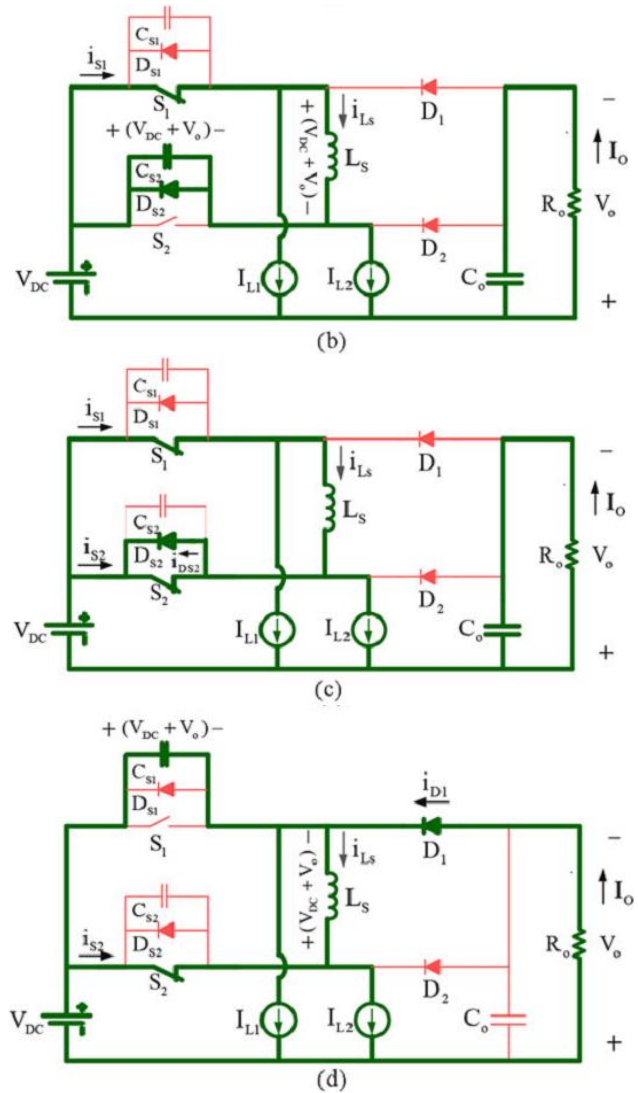 C_S1
D_S1
i_S1
S_1
+ (V_DC + V_o) −
C_S2
D_S2
S_2
V_DC
+
+ (V_DC + V_o) −
i_Ls
L_S
D_1
D_2
I_L1
I_L2
C_o
R_o
−
I_O
V_o
+
(b)
C_S1
D_S1
i_S1
S_1
i_S2
C_S2
D_S2
i_DS2
S_2
V_DC
+
i_Ls
L_S
D_1
D_2
I_L1
I_L2
C_o
R_o
−
I_O
V_o
+
(c)
+ (V_DC + V_o) −
C_S1
D_S1
S_1
i_S2
C_S2
D_S2
S_2
V_DC
+
+ (V_DC + V_o) −
i_Ls
L_S
i_D1
D_1
D_2
I_L1
I_L2
C_o
R_o
−
I_O
V_o
+
(d)